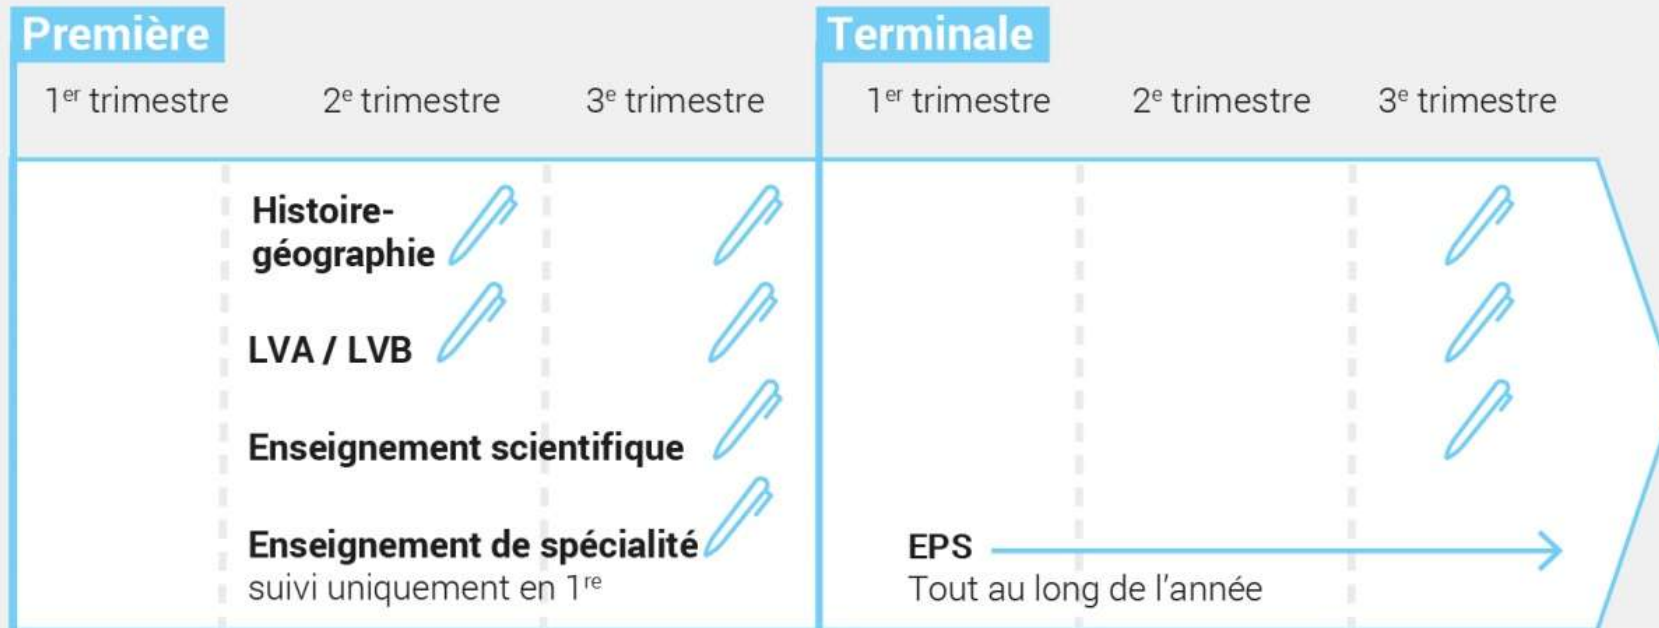 Première
Terminale
1er trimestre 2e trimestre 3e trimestre 1er trimestre 2e trimestre 3e trimestre
Histoire-
géographie
LVA / LVB
Enseignement scientifique
Enseignement de spécialité
suivi uniquement en 1re
EPS
Tout au long de l'année